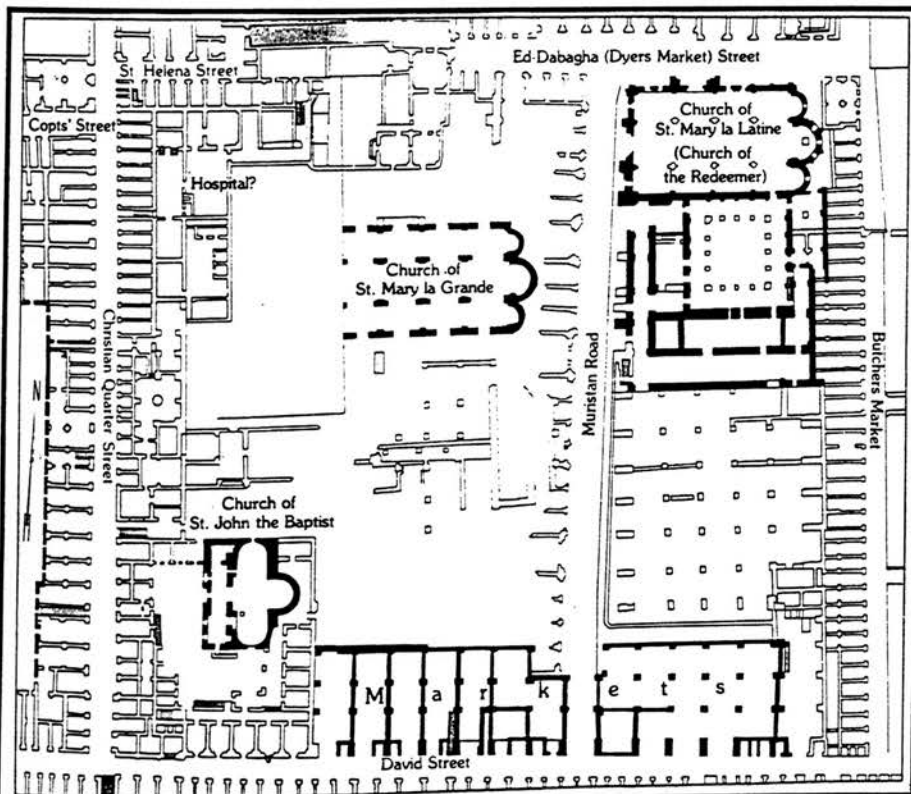 St. Helena Street
Ed-Dabagha (Dyers Market) Street
Copts' Street
Church of
St. Mary la Latine
(Church of
the Redeemer)
Hospital?
Church of
St. Mary la Grande
Christian Quarter Street
Muristan Road
Butchers Market
N
Church of
St. John the Baptist
M a r k e t s
David Street